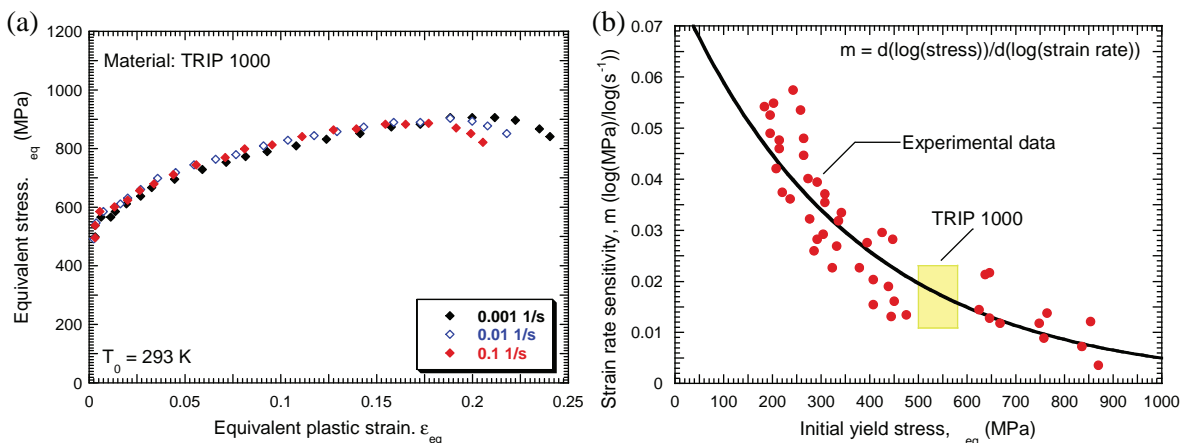 (a)
1200
1000
800
600
400
200
0
Equivalent stress. eq (MPa)
Material: TRIP 1000
0.001 1/s
0.01 1/s
0.1 1/s
T0 = 293 K
0 0.05 0.1 0.15 0.2 0.25
Equivalent plastic strain. εeq
(b)
0.07
0.06
0.05
0.04
0.03
0.02
0.01
0
Strain rate sensitivity, m (log(MPa)/log(s⁻¹)
m = d(log(stress))/d(log(strain rate))
Experimental data
TRIP 1000
0 100 200 300 400 500 600 700 800 900 1000
Initial yield stress, eq (MPa)